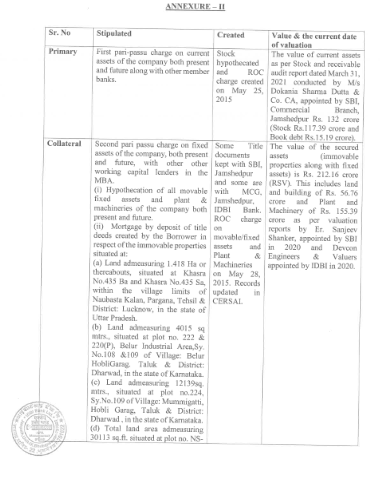 ANNEXURE – II
Sr. No
Stipulated
Created
Value & the current date
of valuation
Primary
First pari-passu charge on current
assets of the company both present
and future along with other member
banks.
Stock
hypothecated
and ROC
charge created
on May 25,
2015
The value of current assets
as per Stock and receivable
audit report dated March 31,
2021 conducted by M/s
Dokania Sharma Dutta &
Co. CA, appointed by SBI,
Commercial Branch,
Jamshedpur Rs. 132 crore
(Stock Rs.117.39 crore and
Book debt Rs.15.19 crore).
Collateral
Second pari passu charge on fixed
assets of the company, both present
and future, with other other
working capital lenders in the
MBA.
(i) Hypothecation of all movable
fixed assets and plant &
machineries of the company both
present and future.
(ii) Mortgage by deposit of title
deeds created by the Borrower in
respect of the immovable properties
situated at:
(a) Land admeasuring 1.418 Ha or
thereabouts, situated at Khasra
No.435 Ba and Khasra No.435 Sa,
within the village limits of
Naubasta Kalan, Pargana, Tehsil &
District: Lucknow, in the state of
Uttar Pradesh.
(b) Land admeasuring 4015 sq
mtrs., situated at plot no. 222 &
220(P), Belur Industrial Area,Sy.
No.108 &109 of Village: Belur
HobliGarag, Taluk & District:
Dharwad, in the state of Karnataka.
(c) Land admeasuring 12139sq.
mtrs., situated at plot no.224,
Sy.No.109 of Village: Mummigatti,
Hobli Garag, Taluk & District:
Dharwad , in the state of Karnataka.
(d) Total land area admeasuring
30113 sq.ft. situated at plot no. NS-
Some Title
documents
kept with SBI,
Jamshedpur
and some are
with MCG,
Jamshedpur,
IDBI Bank.
ROC charge
on
movable/fixed
assets and
Plant &
Machineries
on May 28,
2015. Records
updated in
CERSAI.
The value of the secured
assets (immovable
properties along with fixed
assets) is Rs. 212.16 crore
(RSV). This includes land
and building of Rs. 56.76
crore and Plant and
Machinery of Rs. 155.39
crore as per valuation
reports by Er. Sanjeev
Shanker, appointed by SBI
in 2020 and Devcon
Engineers & Valuers
appointed by IDBI in 2020.